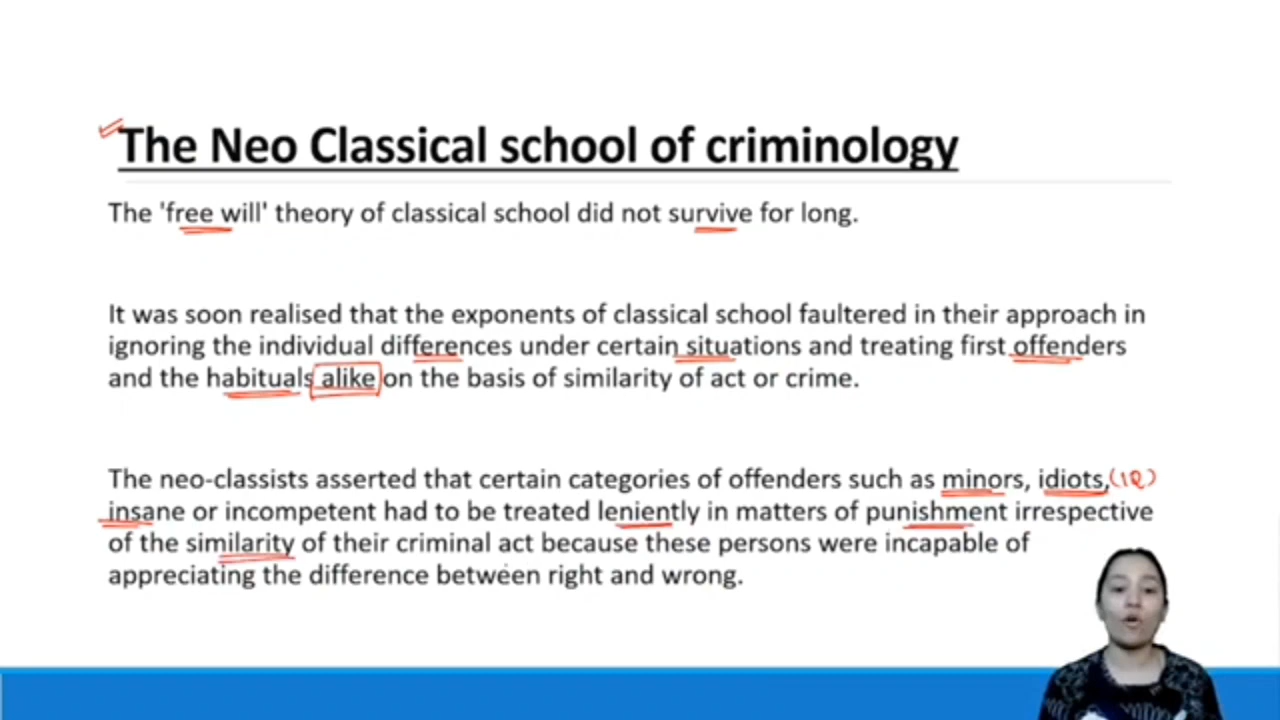 The Neo Classical school of criminology
The 'free will' theory of classical school did not survive for long.
It was soon realised that the exponents of classical school faultered in their approach in
ignoring the individual differences under certain situations and treating first offenders
and the habituals alike on the basis of similarity of act or crime.
The neo-classists asserted that certain categories of offenders such as minors, idiots, (IQ)
insane or incompetent had to be treated leniently in matters of punishment irrespective
of the similarity of their criminal act because these persons were incapable of
appreciating the difference between right and wrong.